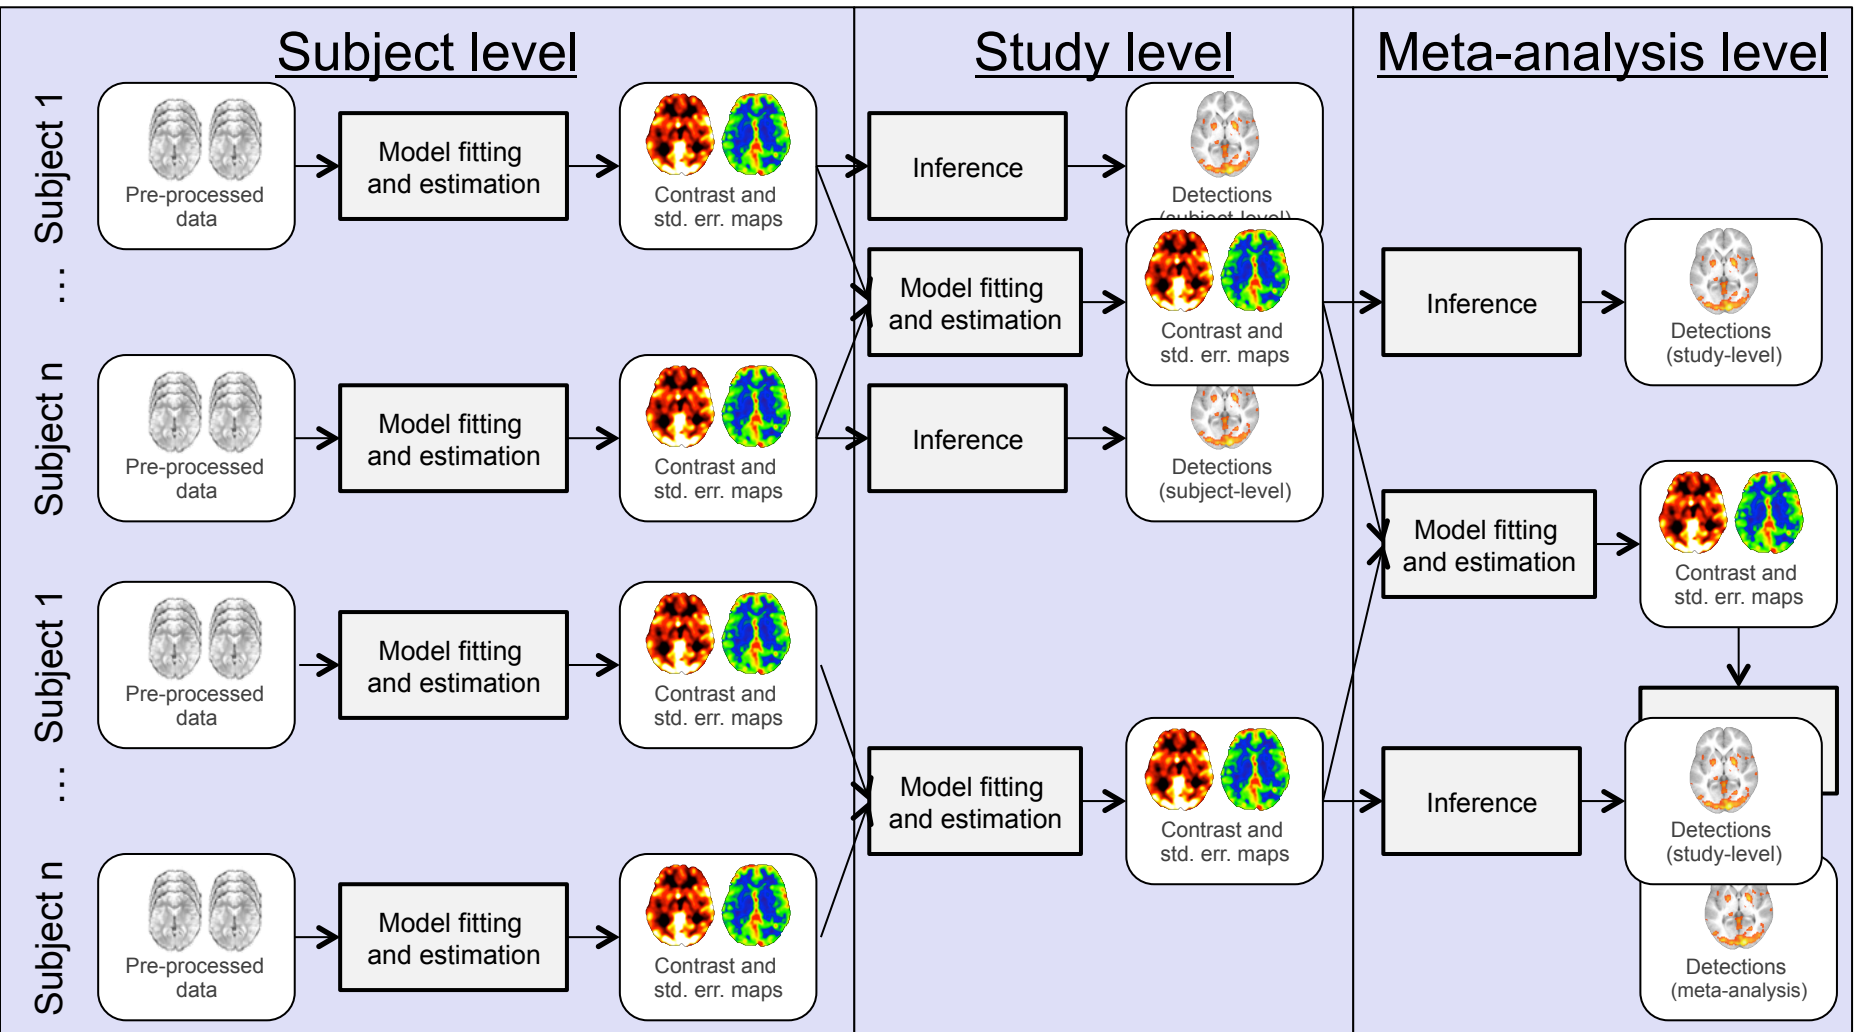 Subject level
Study level
Meta-analysis level
Subject 1
Pre-processed
data
Model fitting
and estimation
Contrast and
std. err. maps
Inference
Detections
(subject-level)
...
Model fitting
and estimation
Contrast and
std. err. maps
Inference
Detections
(study-level)
Subject n
Pre-processed
data
Model fitting
and estimation
Contrast and
std. err. maps
Inference
Detections
(subject-level)
Model fitting
and estimation
Contrast and
std. err. maps
Subject 1
Pre-processed
data
Model fitting
and estimation
Contrast and
std. err. maps
...
Model fitting
and estimation
Contrast and
std. err. maps
Inference
Detections
(study-level)
Subject n
Pre-processed
data
Model fitting
and estimation
Contrast and
std. err. maps
Detections
(meta-analysis)